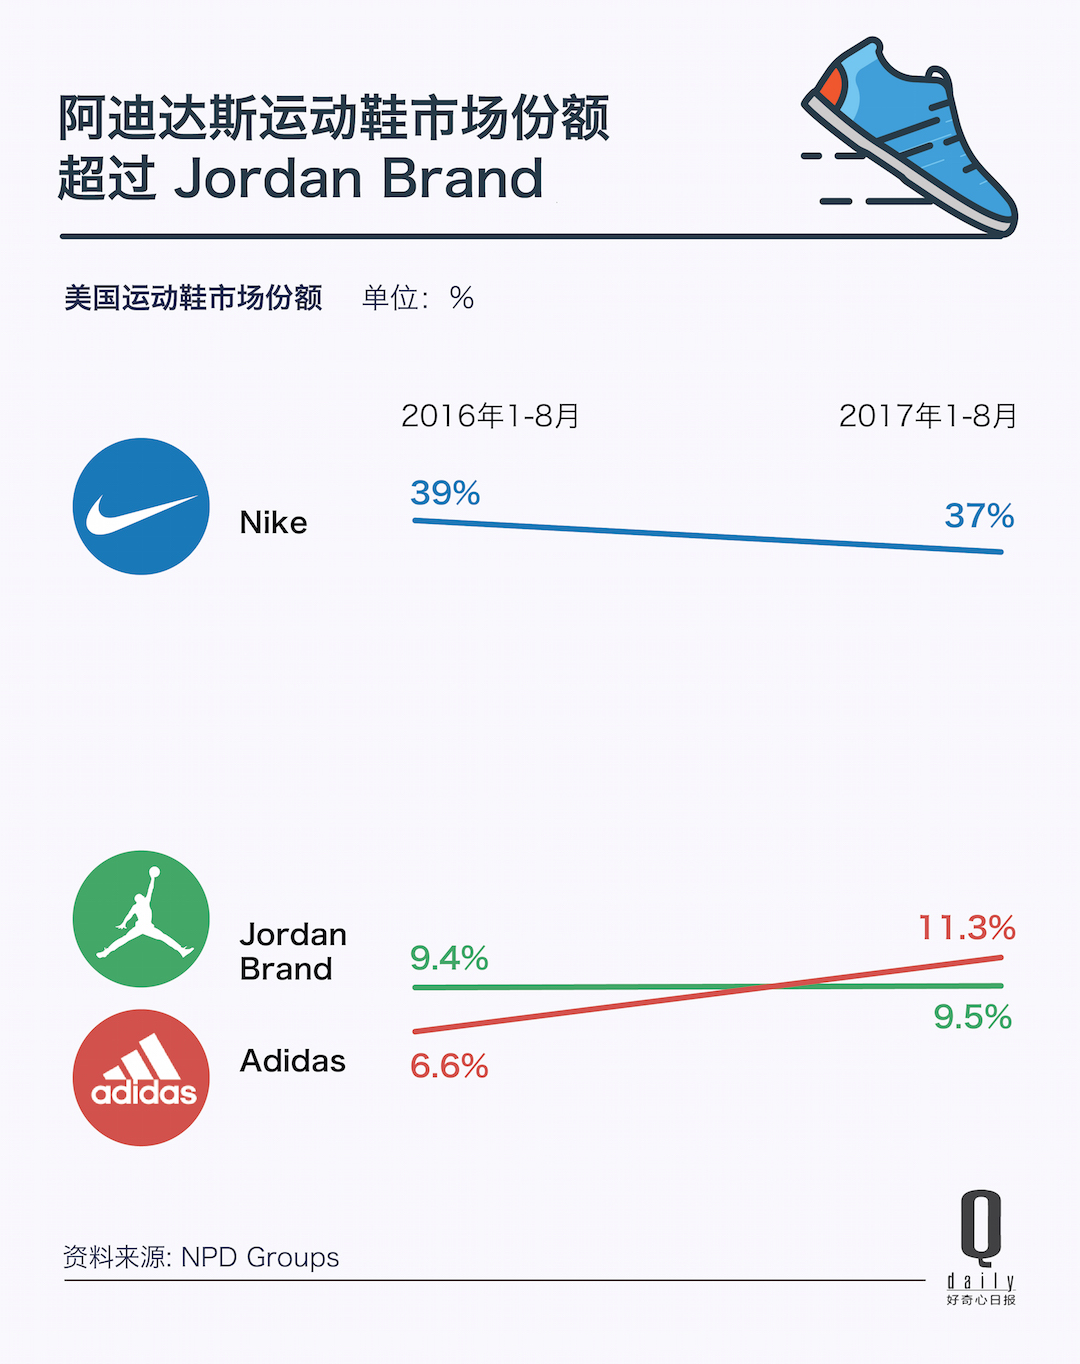 阿迪达斯运动鞋市场份额
超过 Jordan Brand
美国运动鞋市场份额 单位：%
2016年1-8月 2017年1-8月
39%
37%
Nike
Jordan
Brand
9.4%
11.3%
9.5%
adidas
Adidas
6.6%
资料来源: NPD Groups
Q
daily
好奇心日报